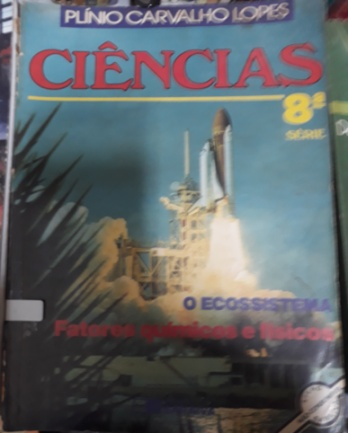 PLÍNIO CARVALHO LOPES
CIÊNCIAS
8ª
SÉRIE
O ECOSSISTEMA
Fatores químicos e físicos